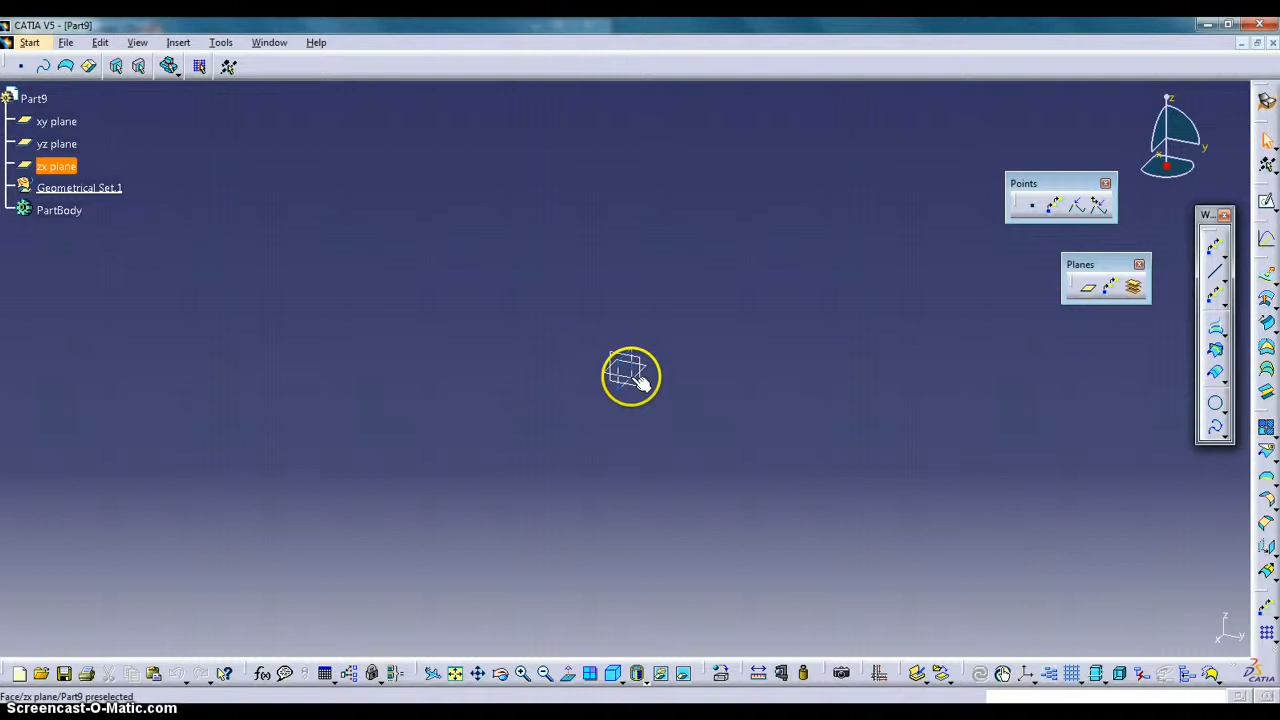 CATIA V5 - [Part9]
Start File Edit View Insert Tools Window Help
Part9
xy plane
yz plane
zx plane
Geometrical Set.1
PartBody
z
y
x
Points
W...
Planes
z
x y
f(x)
CATIA
Face/zx plane/Part9 preselected
Screencast-O-Matic.com